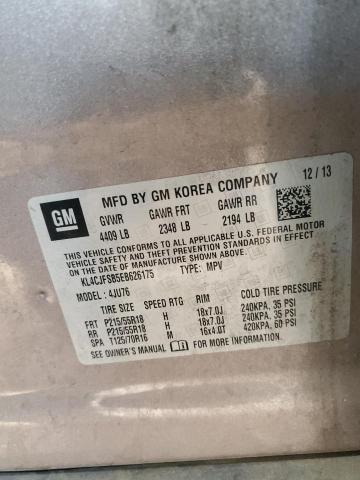 GM
MFD BY GM KOREA COMPANY 12/13
GVWR GAWR FRT GAWR RR
4409 LB 2348 LB 2194 LB
THIS VEHICLE CONFORMS TO ALL APPLICABLE U.S. FEDERAL MOTOR
VEHICLE SAFETY, BUMPER, AND THEFT PREVENTION STANDARDS IN
EFFECT ON THE DATE OF MANUFACTURE SHOWN ABOVE.
KL4CJFSB5EB626175 TYPE: MPV
MODEL: 4JU76
TIRE SIZE SPEED RTG RIM COLD TIRE PRESSURE
FRT P215/55R18 H 18x7.0J 240KPA, 35 PSI
RR P215/55R18 H 18x7.0J 240KPA, 35 PSI
SPA T125/70R16 M 16x4.0T 420KPA, 60 PSI
SEE OWNER'S MANUAL FOR MORE INFORMATION.